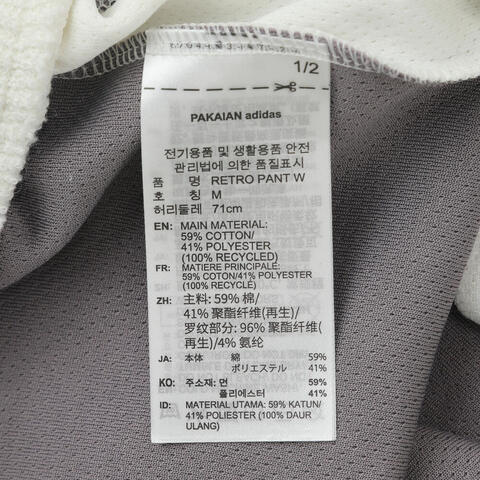 1/2
PAKAIAN adidas
전기용품 및 생활용품 안전
관리법에 의한 품질표시
품 명 RETRO PANT W
호 칭 M
허리둘레 71cm
EN: MAIN MATERIAL:
59% COTTON/
41% POLYESTER
(100% RECYCLED)
FR: MATIERE PRINCIPALE:
59% COTON/41% POLYESTER
(100% RECYCLÉ)
ZH: 主料: 59% 棉/
41% 聚酯纤维(再生)/
罗纹部分: 96% 聚酯纤维
(再生)/4% 氨纶
JA: 本体 綿 59%
ポリエステル 41%
KO: 주소재: 면 59%
폴리에스터 41%
ID: MATERIAL UTAMA: 59% KATUN/
41% POLIESTER (100% DAUR
ULANG)